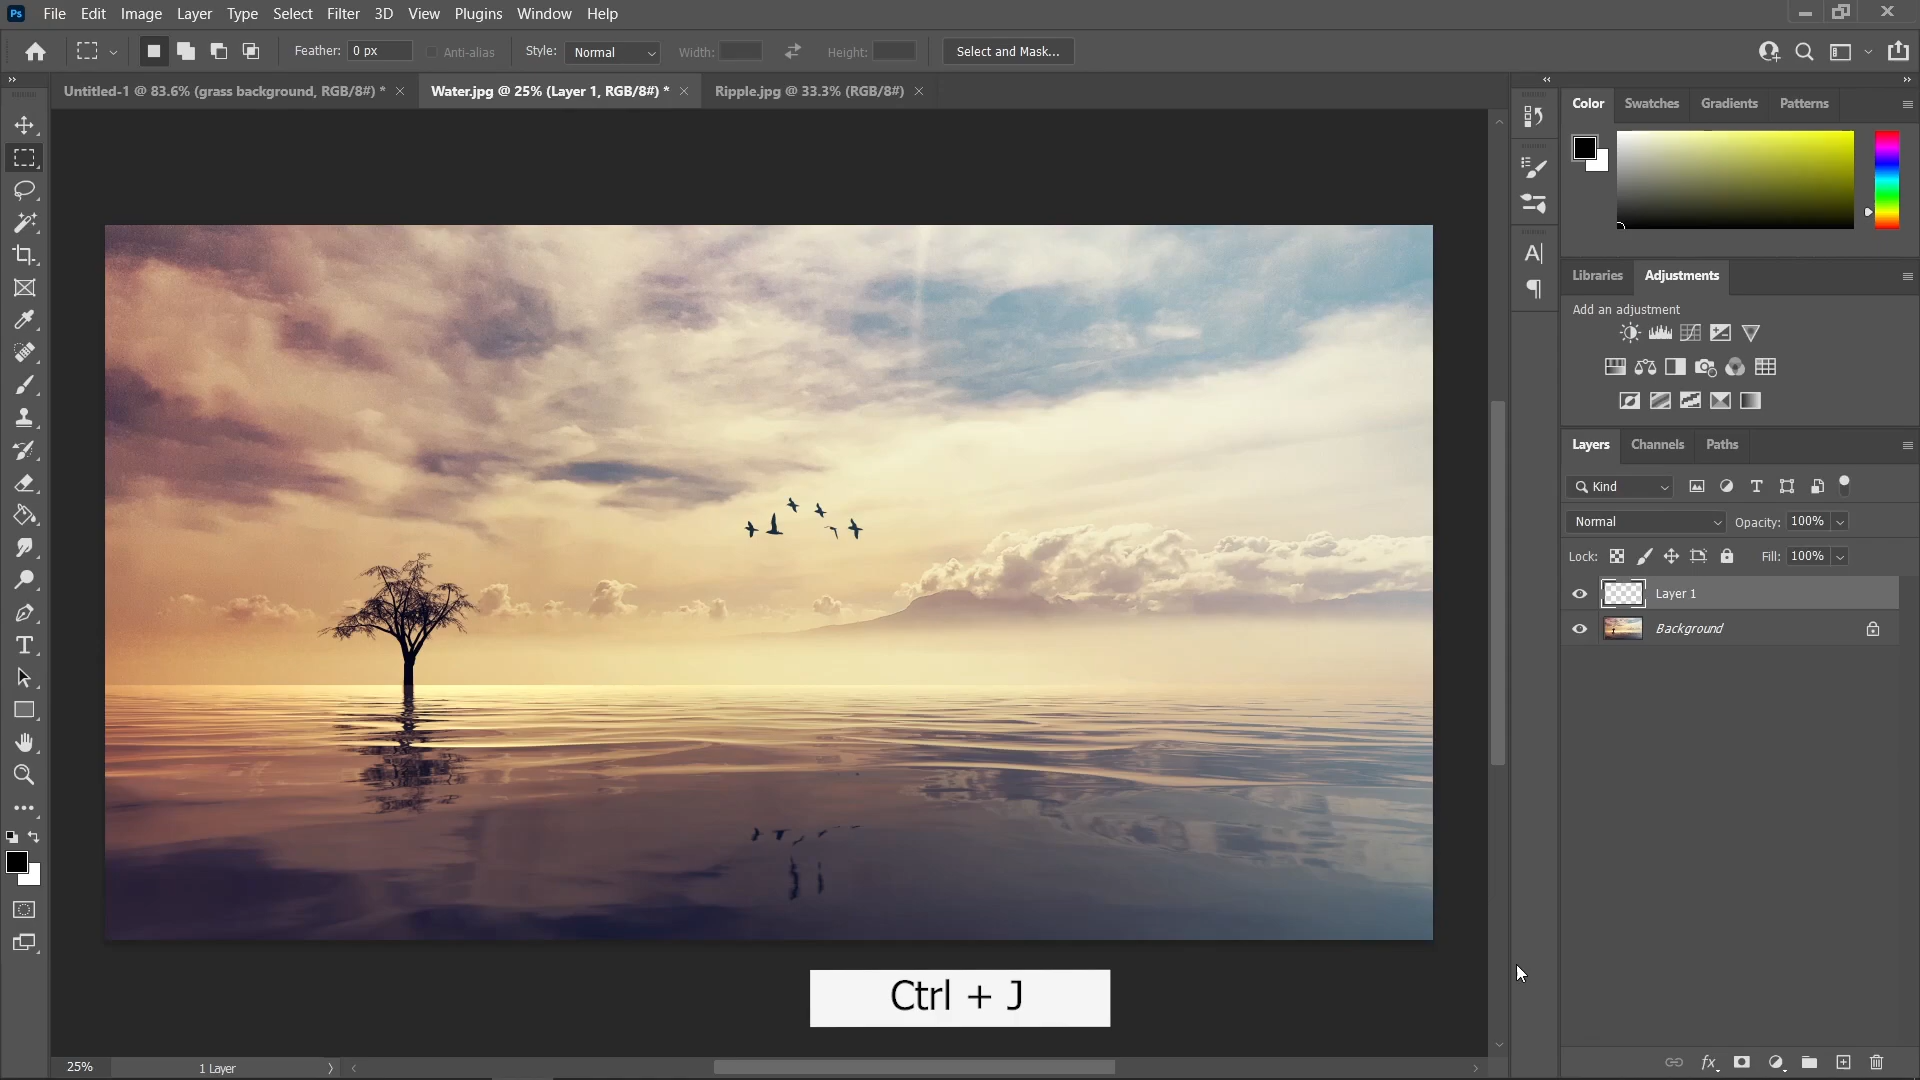 Ps File Edit Image Layer Type Select Filter 3D View Plugins Window Help
Feather: 0 px Anti-alias Style: Normal Width: Height: Select and Mask...
Untitled-1 @ 83.6% (grass background, RGB/8#) * Water.jpg @ 25% (Layer 1, RGB/8#) * Ripple.jpg @ 33.3% (RGB/8#)
Color Swatches Gradients Patterns
Libraries Adjustments
Add an adjustment
Layers Channels Paths
Kind
Normal Opacity: 100%
Lock: Fill: 100%
Layer 1
Background
Ctrl + J
25% 1 Layer
fx